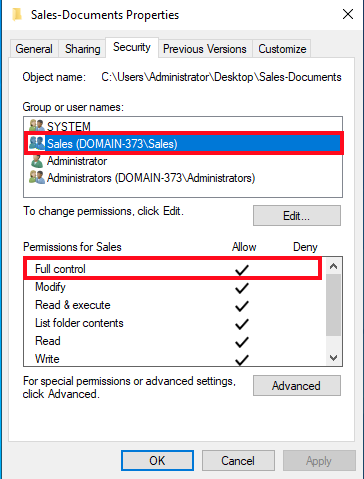 Sales-Documents Properties
General Sharing Security Previous Versions Customize
Object name: C:\Users\Administrator\Desktop\Sales-Documents
Group or user names:
SYSTEM
Sales (DOMAIN-373\Sales)
Administrator
Administrators (DOMAIN-373\Administrators)
To change permissions, click Edit. Edit...
Permissions for Sales Allow Deny
Full control
Modify
Read & execute
List folder contents
Read
Write
For special permissions or advanced settings,
click Advanced. Advanced
OK Cancel Apply